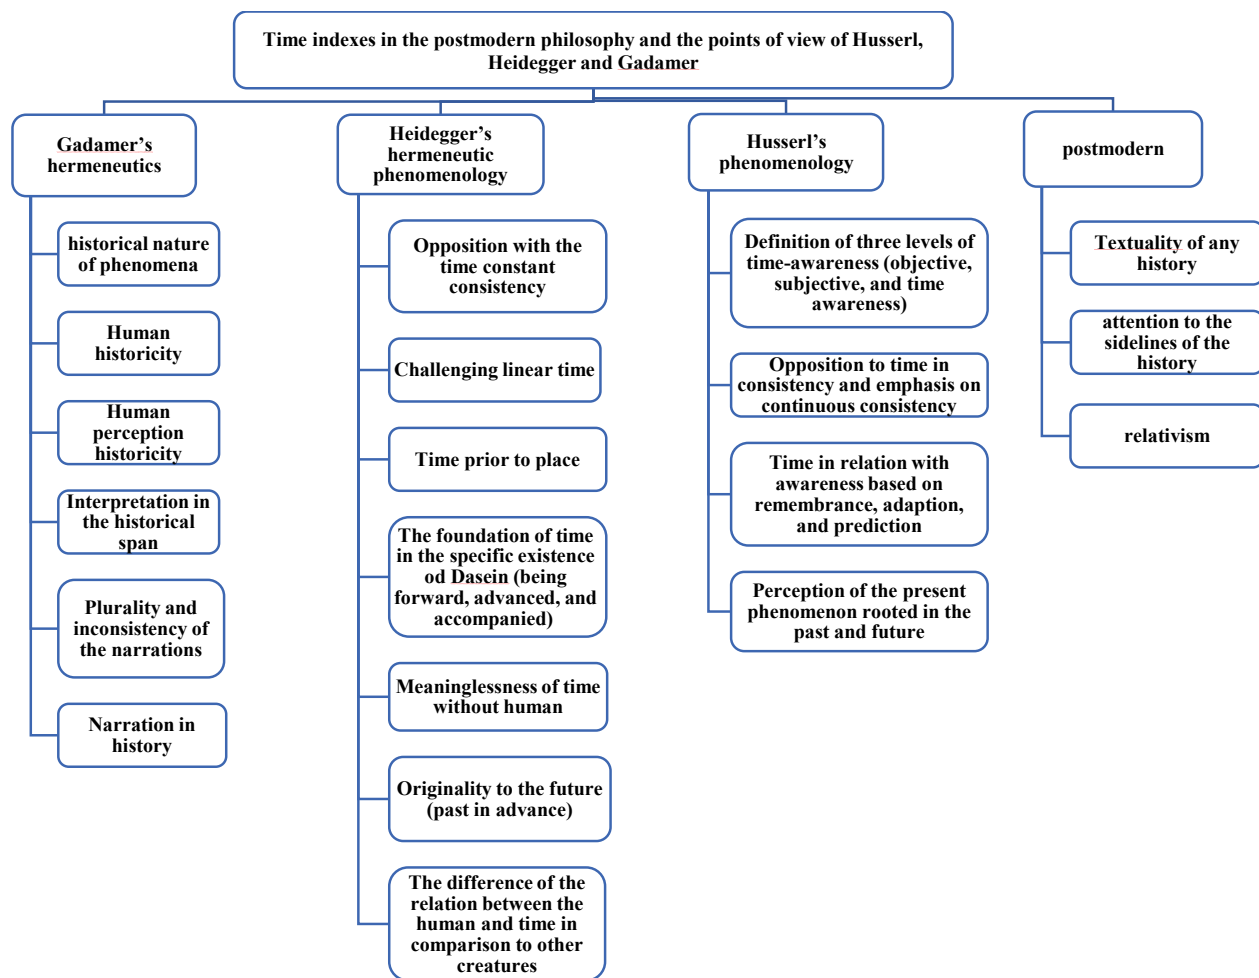 Time indexes in the postmodern philosophy and the points of view of Husserl,
Heidegger and Gadamer
Gadamer's
hermeneutics
historical nature
of phenomena
Human
historicity
Human
perception
historicity
Interpretation in
the historical
span
Plurality and
inconsistency of
the narrations
Narration in
history
Heidegger's
hermeneutic
phenomenology
Opposition with the
time constant
consistency
Challenging linear time
Time prior to place
The foundation of time
in the specific existence
od Dasein (being
forward, advanced, and
accompanied)
Meaninglessness of time
without human
Originality to the future
(past in advance)
The difference of the
relation between the
human and time in
comparison to other
creatures
Husserl's
phenomenology
Definition of three levels of
time-awareness (objective,
subjective, and time
awareness)
Opposition to time in
consistency and emphasis on
continuous consistency
Time in relation with
awareness based on
remembrance, adaption,
and prediction
Perception of the present
phenomenon rooted in the
past and future
postmodern
Textuality of any
history
attention to the
sidelines of the
history
relativism